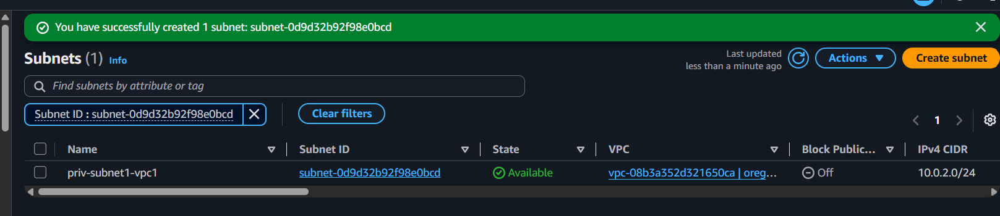 You have successfully created 1 subnet: subnet-0d9d32b92f98e0bcd
Subnets (1) Info
Last updated
less than a minute ago
Actions
Create subnet
Find subnets by attribute or tag
Subnet ID : subnet-0d9d32b92f98e0bcd
Clear filters
1
Name Subnet ID State VPC Block Public... IPv4 CIDR
priv-subnet1-vpc1 subnet-0d9d32b92f98e0bcd Available vpc-08b3a352d321650ca | oreg... Off 10.0.2.0/24